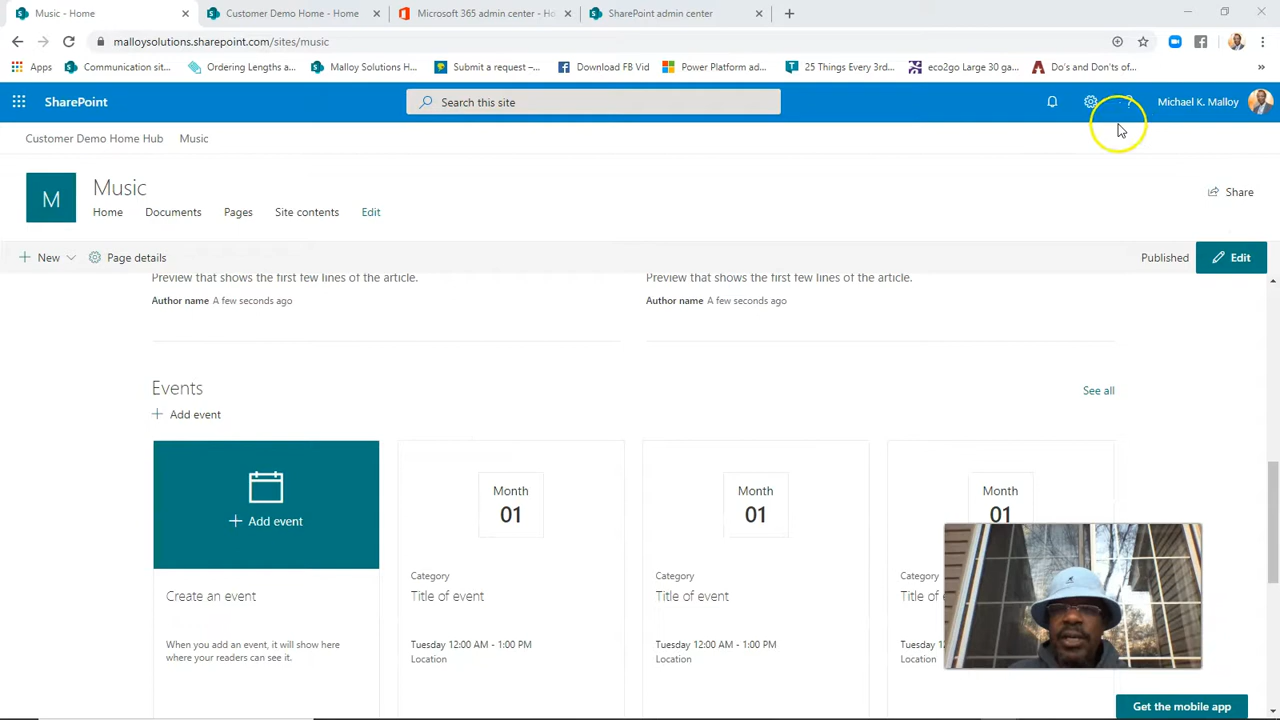 Music - Home
Customer Demo Home - Home
Microsoft 365 admin center - Ho
SharePoint admin center
malloysolutions.sharepoint.com/sites/music
Apps
Communication sit...
Ordering Lengths a...
Malloy Solutions H...
Submit a request –...
Download FB Vid
Power Platform ad...
25 Things Every 3rd...
eco2go Large 30 ga...
Do's and Don'ts of...
»
SharePoint
Search this site
?
Michael K. Malloy
Customer Demo Home Hub
Music
M
Music
Share
Home
Documents
Pages
Site contents
Edit
+ New
Page details
Published
Edit
Preview that shows the first few lines of the article.
Preview that shows the first few lines of the article.
Author name A few seconds ago
Author name A few seconds ago
Events
See all
+ Add event
+ Add event
Month
01
Month
01
Month
01
Category
Category
Category
Create an event
Title of event
Title of event
Title of e
When you add an event, it will show here
where your readers can see it.
Tuesday 12:00 AM - 1:00 PM
Location
Tuesday 12:00 AM - 1:00 PM
Location
Tuesday 12:
Location
Get the mobile app